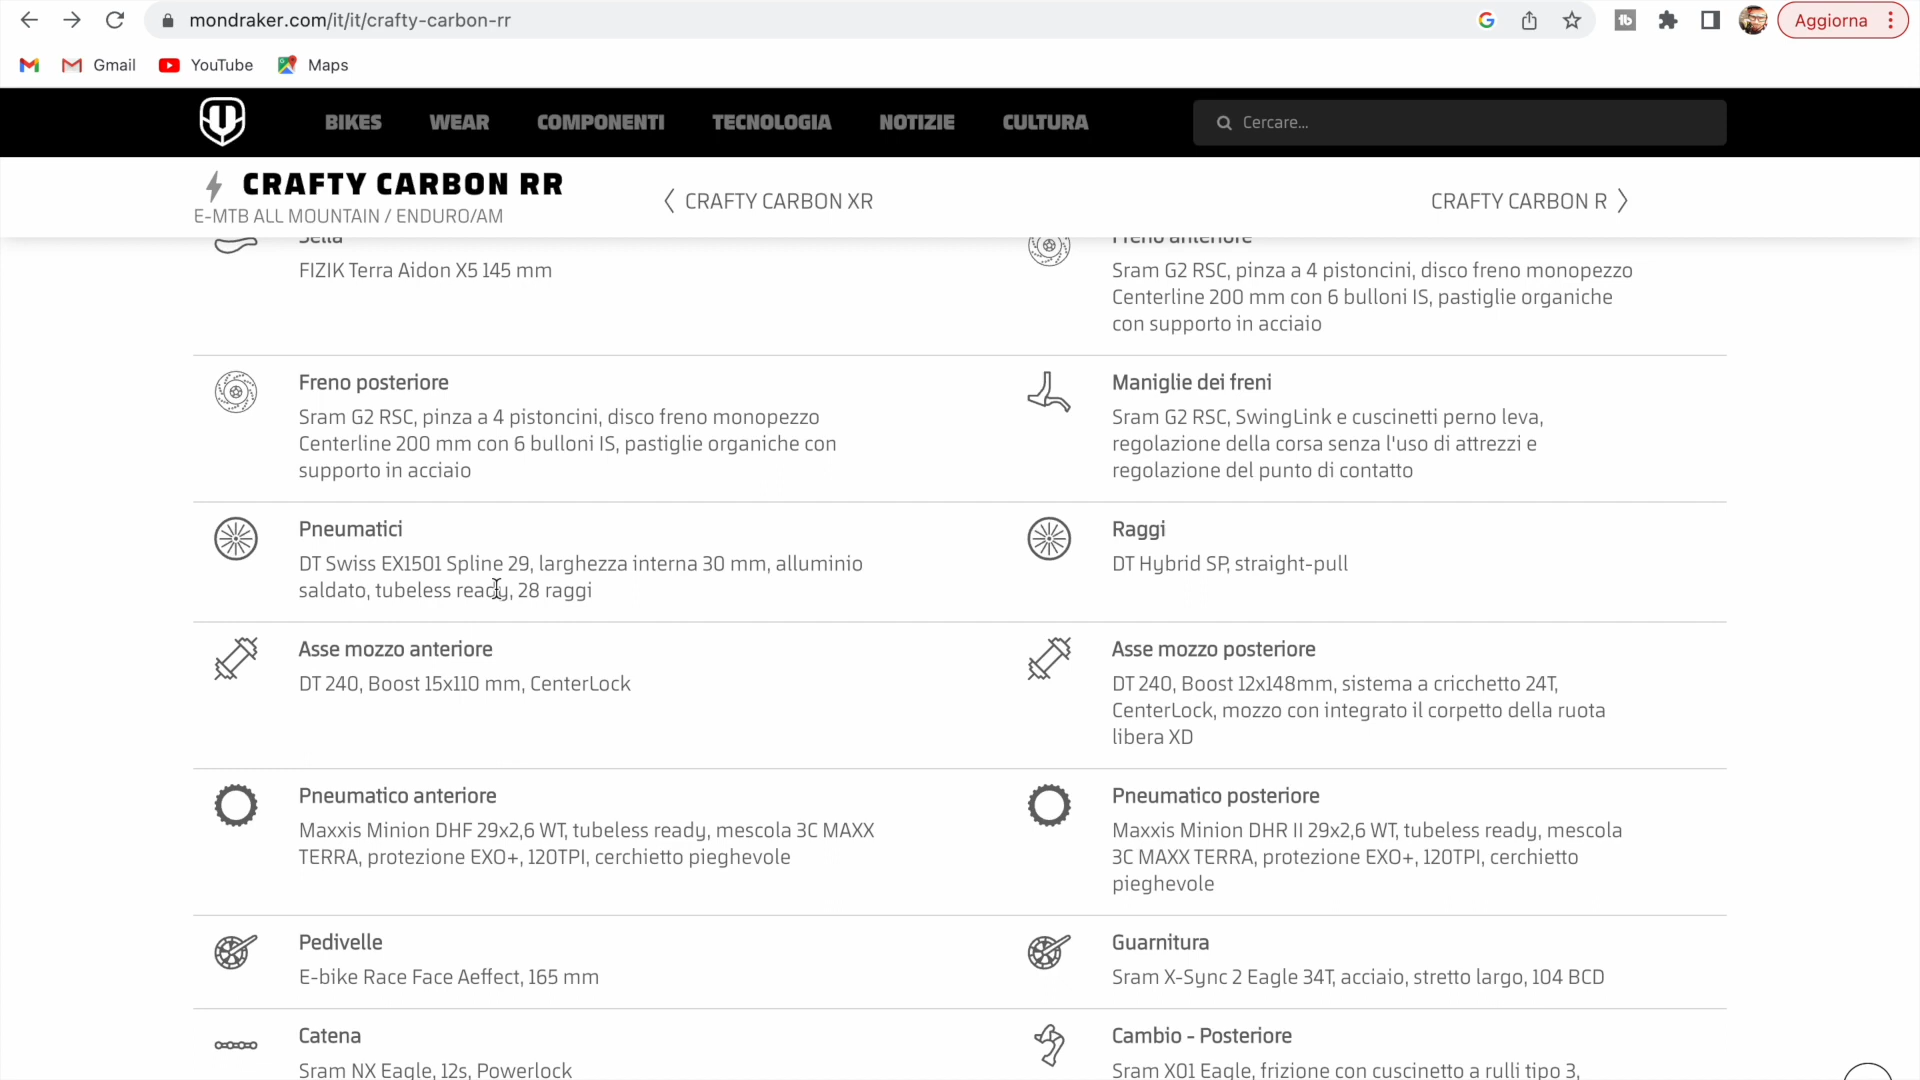 mondraker.com/it/it/crafty-carbon-rr
Aggiorna
Gmail
YouTube
Maps
BIKES
WEAR
COMPONENTI
TECNOLOGIA
NOTIZIE
CULTURA
Cercare...
CRAFTY CARBON RR
E-MTB ALL MOUNTAIN / ENDURO/AM
CRAFTY CARBON XR
CRAFTY CARBON R
Sella
FIZIK Terra Aidon X5 145 mm
Freno anteriore
Sram G2 RSC, pinza a 4 pistoncini, disco freno monopezzo
Centerline 200 mm con 6 bulloni IS, pastiglie organiche
con supporto in acciaio
Freno posteriore
Sram G2 RSC, pinza a 4 pistoncini, disco freno monopezzo
Centerline 200 mm con 6 bulloni IS, pastiglie organiche con
supporto in acciaio
Maniglie dei freni
Sram G2 RSC, SwingLink e cuscinetti perno leva,
regolazione della corsa senza l'uso di attrezzi e
regolazione del punto di contatto
Pneumatici
DT Swiss EX1501 Spline 29, larghezza interna 30 mm, alluminio
saldato, tubeless ready, 28 raggi
Raggi
DT Hybrid SP, straight-pull
Asse mozzo anteriore
DT 240, Boost 15x110 mm, CenterLock
Asse mozzo posteriore
DT 240, Boost 12x148mm, sistema a cricchetto 24T,
CenterLock, mozzo con integrato il corpetto della ruota
libera XD
Pneumatico anteriore
Maxxis Minion DHF 29x2,6 WT, tubeless ready, mescola 3C MAXX
TERRA, protezione EXO+, 120TPI, cerchietto pieghevole
Pneumatico posteriore
Maxxis Minion DHR II 29x2,6 WT, tubeless ready, mescola
3C MAXX TERRA, protezione EXO+, 120TPI, cerchietto
pieghevole
Pedivelle
E-bike Race Face Aeffect, 165 mm
Guarnitura
Sram X-Sync 2 Eagle 34T, acciaio, stretto largo, 104 BCD
Catena
Sram NX Eagle, 12s, Powerlock
Cambio - Posteriore
Sram X01 Eagle, frizione con cuscinetto a rulli tipo 3,